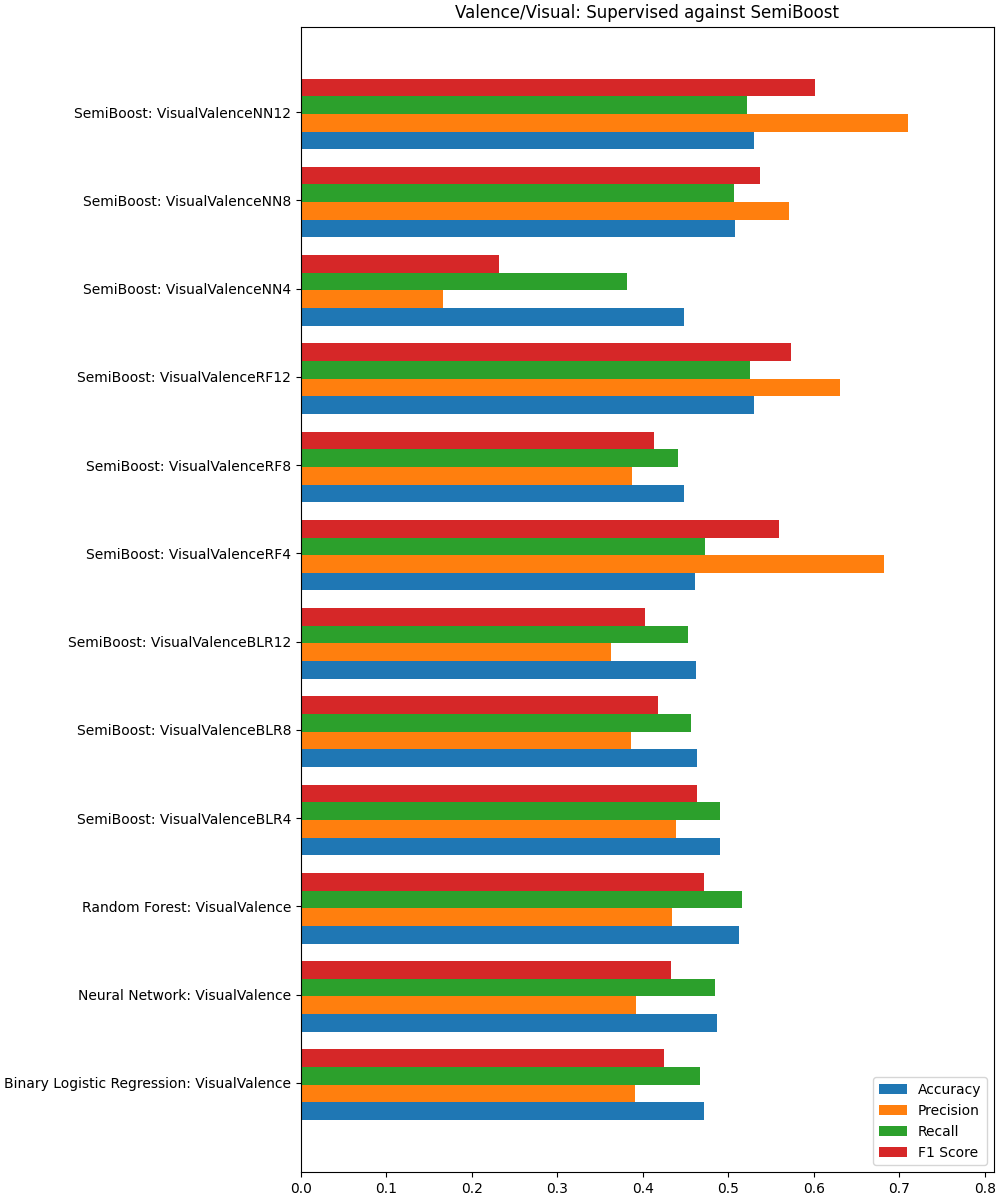 Valence/Visual: Supervised against SemiBoost
SemiBoost: VisualValenceNN12
SemiBoost: VisualValenceNN8
SemiBoost: VisualValenceNN4
SemiBoost: VisualValenceRF12
SemiBoost: VisualValenceRF8
SemiBoost: VisualValenceRF4
SemiBoost: VisualValenceBLR12
SemiBoost: VisualValenceBLR8
SemiBoost: VisualValenceBLR4
Random Forest: VisualValence
Neural Network: VisualValence
Binary Logistic Regression: VisualValence
Accuracy
Precision
Recall
F1 Score
0.0 0.1 0.2 0.3 0.4 0.5 0.6 0.7 0.8